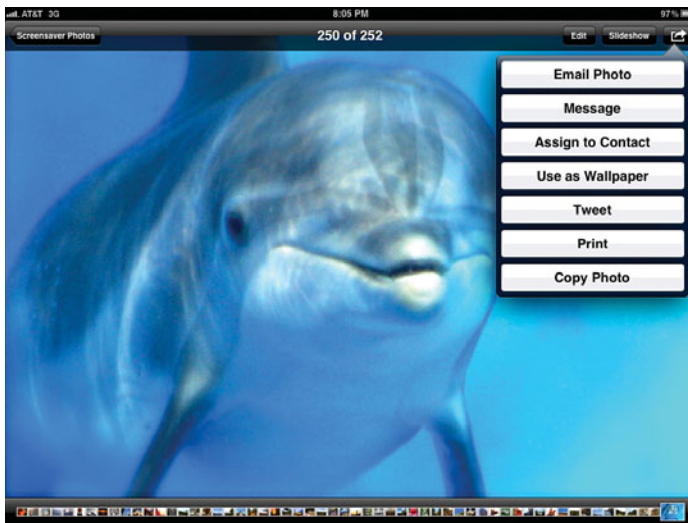 AT&T 3G 8:05 PM 97%
Screensaver Photos 250 of 252 Edit Slideshow
Email Photo
Message
Assign to Contact
Use as Wallpaper
Tweet
Print
Copy Photo